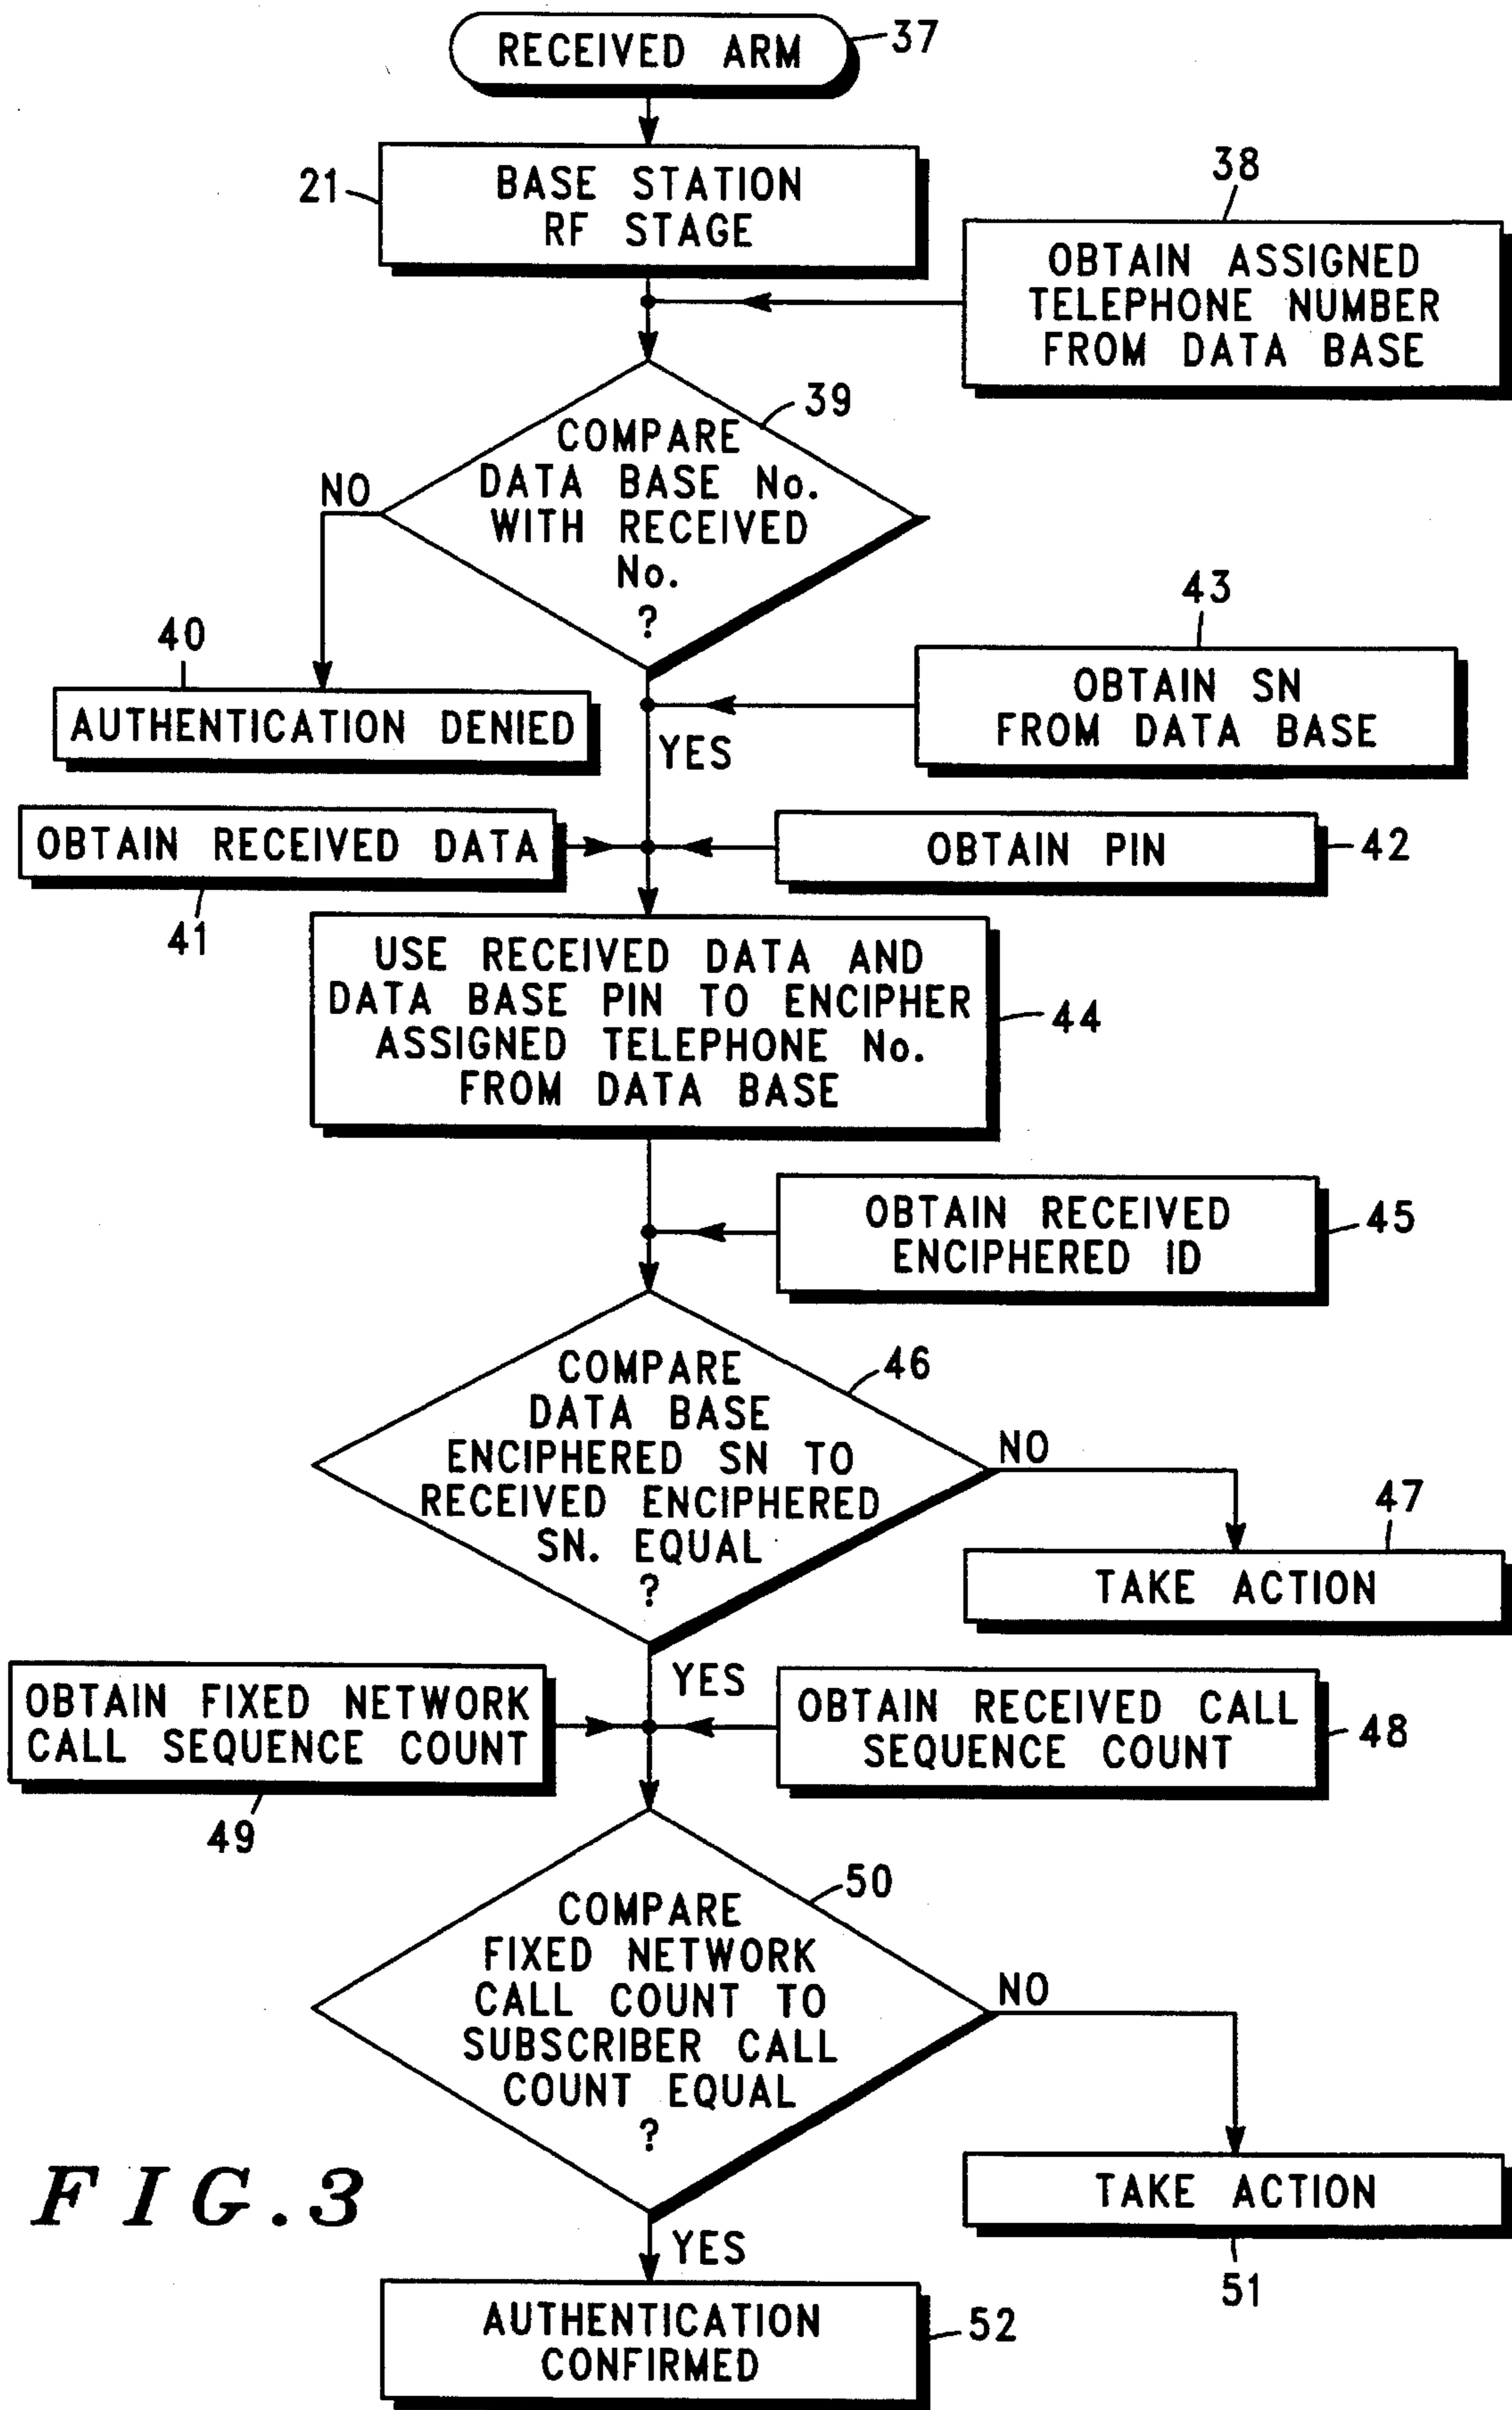 RECEIVED ARM
37
BASE STATION
RF STAGE
21
38
OBTAIN ASSIGNED
TELEPHONE NUMBER
FROM DATA BASE
39
COMPARE
DATA BASE No.
WITH RECEIVED
No.
?
NO
40
AUTHENTICATION DENIED
43
OBTAIN SN
FROM DATA BASE
YES
OBTAIN RECEIVED DATA
41
OBTAIN PIN
42
USE RECEIVED DATA AND
DATA BASE PIN TO ENCIPHER
ASSIGNED TELEPHONE No.
FROM DATA BASE
44
OBTAIN RECEIVED
ENCIPHERED ID
45
COMPARE
DATA BASE
ENCIPHERED SN TO
RECEIVED ENCIPHERED
SN. EQUAL
?
46
NO
47
TAKE ACTION
YES
OBTAIN FIXED NETWORK
CALL SEQUENCE COUNT
49
OBTAIN RECEIVED CALL
SEQUENCE COUNT
48
50
COMPARE
FIXED NETWORK
CALL COUNT TO
SUBSCRIBER CALL
COUNT EQUAL
?
NO
TAKE ACTION
51
YES
AUTHENTICATION
CONFIRMED
52
FIG.3